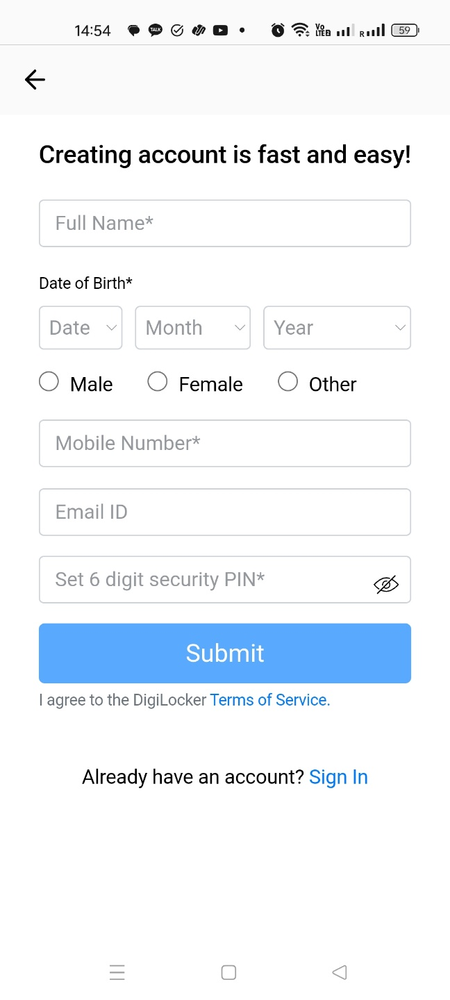 14:54
TALK
Vo
LTE2
R
59
Creating account is fast and easy!
Full Name*
Date of Birth*
Date Month Year
Male Female Other
Mobile Number*
Email ID
Set 6 digit security PIN*
Submit
I agree to the DigiLocker Terms of Service.
Already have an account? Sign In